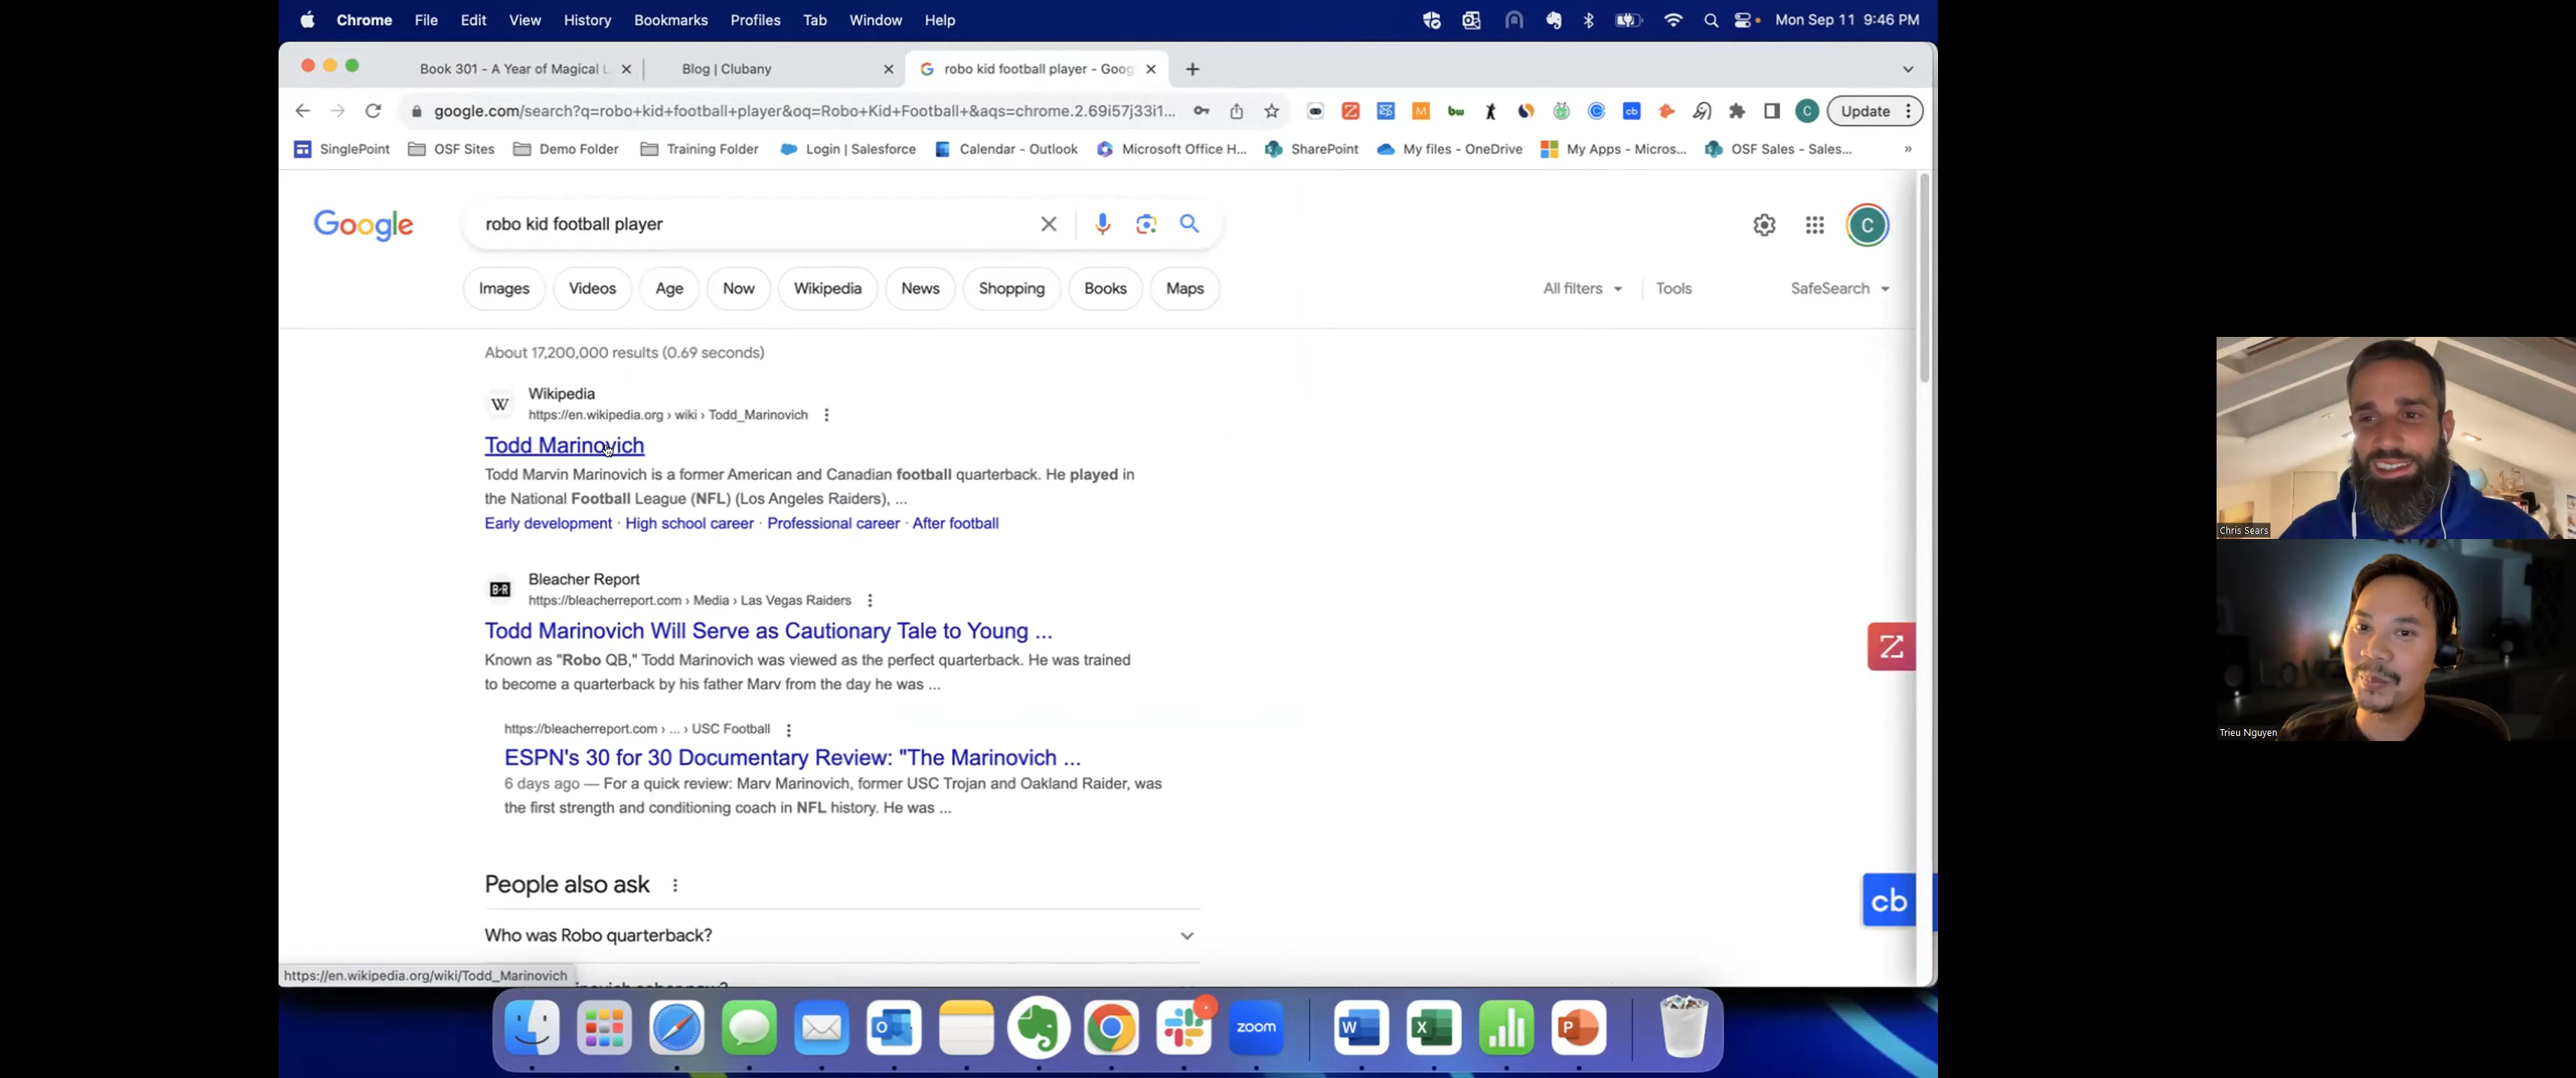 Chrome File Edit View History Bookmarks Profiles Tab Window Help
Mon Sep 11 9:46 PM
Book 301 - A Year of Magical L
Blog | Clubany
robo kid football player - Goog
google.com/search?q=robo+kid+football+player&oq=Robo+Kid+Football+&aqs=chrome.2.69i57j33i1...
M
bw
cb
C
Update
SinglePoint
OSF Sites
Demo Folder
Training Folder
Login | Salesforce
Calendar - Outlook
Microsoft Office H...
SharePoint
My files - OneDrive
My Apps - Micros...
OSF Sales - Sales...
»
Google
robo kid football player
C
Images
Videos
Age
Now
Wikipedia
News
Shopping
Books
Maps
All filters
Tools
SafeSearch
About 17,200,000 results (0.69 seconds)
W
Wikipedia
https://en.wikipedia.org › wiki › Todd_Marinovich
Todd Marinovich
Todd Marvin Marinovich is a former American and Canadian football quarterback. He played in
the National Football League (NFL) (Los Angeles Raiders), ...
Early development · High school career · Professional career · After football
B/R
Bleacher Report
https://bleacherreport.com › Media › Las Vegas Raiders
Todd Marinovich Will Serve as Cautionary Tale to Young ...
Known as "Robo QB," Todd Marinovich was viewed as the perfect quarterback. He was trained
to become a quarterback by his father Marv from the day he was ...
https://bleacherreport.com › ... › USC Football
ESPN's 30 for 30 Documentary Review: "The Marinovich ...
6 days ago — For a quick review: Marv Marinovich, former USC Trojan and Oakland Raider, was
the first strength and conditioning coach in NFL history. He was ...
People also ask
Who was Robo quarterback?
https://en.wikipedia.org/wiki/Todd_Marinovich
cb
zoom
W
X
P
Chris Sears
Trieu Nguyen